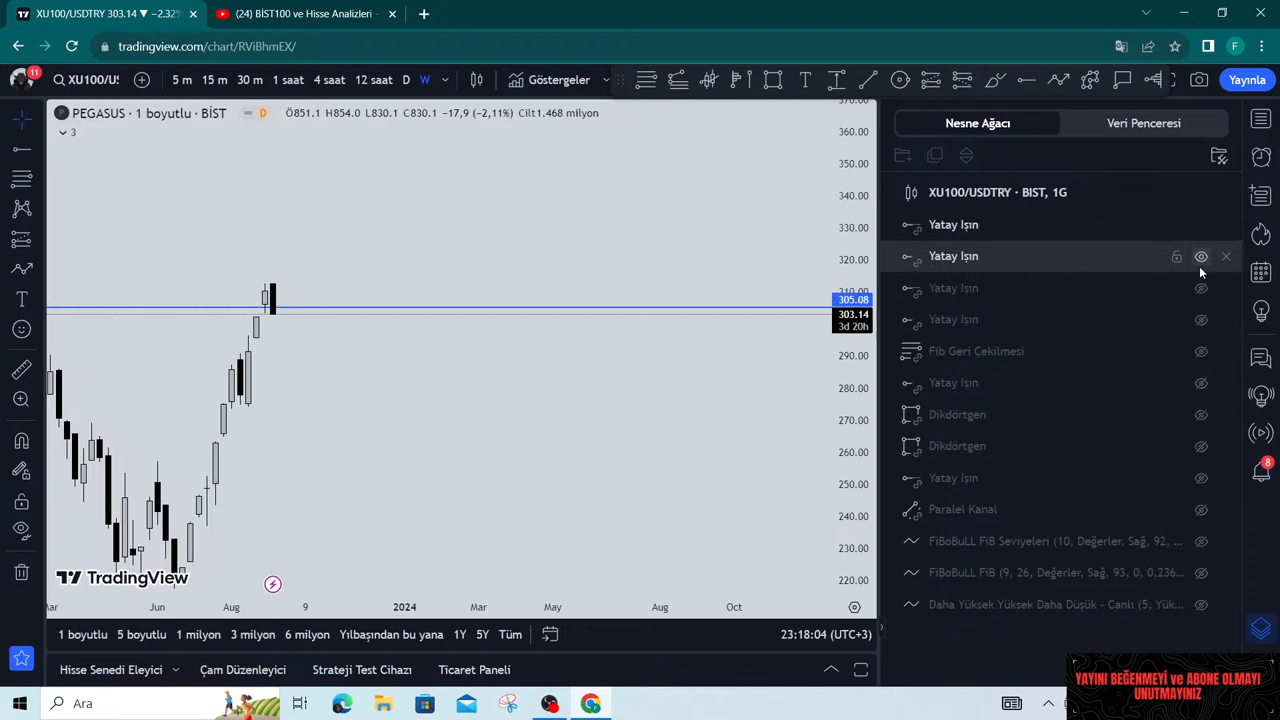 XU100/USDTRY 303.14 ▼ −2.32%
(24) BİST100 ve Hisse Analizleri -
tradingview.com/chart/RViBhmEX/
11
XU100/US
5 m 15 m 30 m 1 saat 4 saat 12 saat D W
Göstergeler
Yayınla
PEGASUS · 1 boyutlu · BİST
D
Ö851.1 H854.0 L830.1 C830.1 −17,9 (−2,11%) Cilt1.468 milyon
3
370.00
360.00
350.00
340.00
330.00
320.00
310.00
305.08
303.14
3d 20h
290.00
280.00
270.00
260.00
250.00
240.00
230.00
220.00
TradingView
Mar Jun Aug 9 2024 Mar May Aug Oct
1 boyutlu 5 boyutlu 1 milyon 3 milyon 6 milyon Yılbaşından bu yana 1Y 5Y Tüm
23:18:04 (UTC+3)
Hisse Senedi Eleyici Çam Düzenleyici Strateji Test Cihazı Ticaret Paneli
Nesne Ağacı Veri Penceresi
XU100/USDTRY · BIST, 1G
Yatay Işın
Yatay Işın
Yatay Işın
Yatay Işın
Fib Geri Çekilmesi
Yatay Işın
Dikdörtgen
Dikdörtgen
Yatay Işın
Paralel Kanal
FiBoBuLL FiB Seviyeleri (10, Değerler, Sağ, 92, ...
FiBoBuLL FiB (9, 26, Değerler, Sağ, 93, 0, 0,236...
Daha Yüksek Yüksek Daha Düşük - Canlı (5, Yük...
8
Ara
YAYINI BEĞENMEYİ ve ABONE OLMAYI
UNUTMAYINIZ